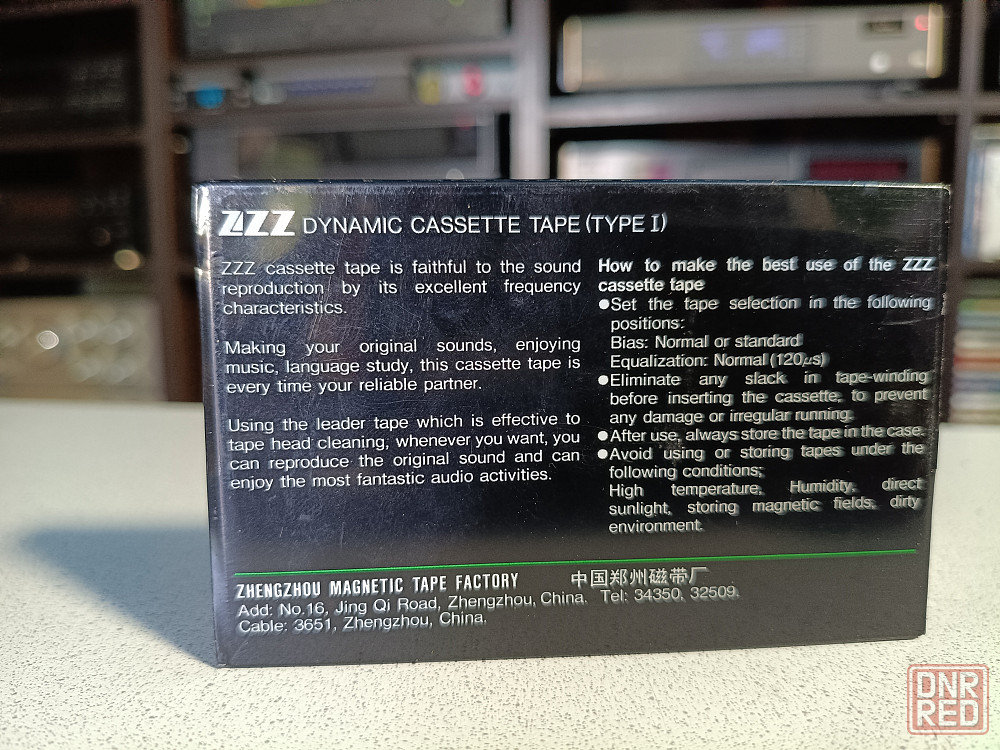 ZZZ DYNAMIC CASSETTE TAPE (TYPE I)
ZZZ cassette tape is faithful to the sound
reproduction by its excellent frequency
characteristics.
Making your original sounds, enjoying
music, language study, this cassette tape is
every time your reliable partner.
Using the leader tape which is effective to
tape head cleaning, whenever you want, you
can reproduce the original sound and can
enjoy the most fantastic audio activities.
How to make the best use of the ZZZ
cassette tape
●Set the tape selection in the following
positions:
Bias: Normal or standard
Equalization: Normal (120μs)
●Eliminate any slack in tape-winding
before inserting the cassette, to prevent
any damage or irregular running.
●After use, always store the tape in the case.
●Avoid using or storing tapes under the
following conditions;
High temperature, Humidity, direct
sunlight, storing magnetic fields, dirty
environment.
ZHENGZHOU MAGNETIC TAPE FACTORY 中国郑州磁带厂
Add: No.16, Jing Qi Road, Zhengzhou, China. Tel: 34350, 32509.
Cable: 3651, Zhengzhou, China.
DNR
RED